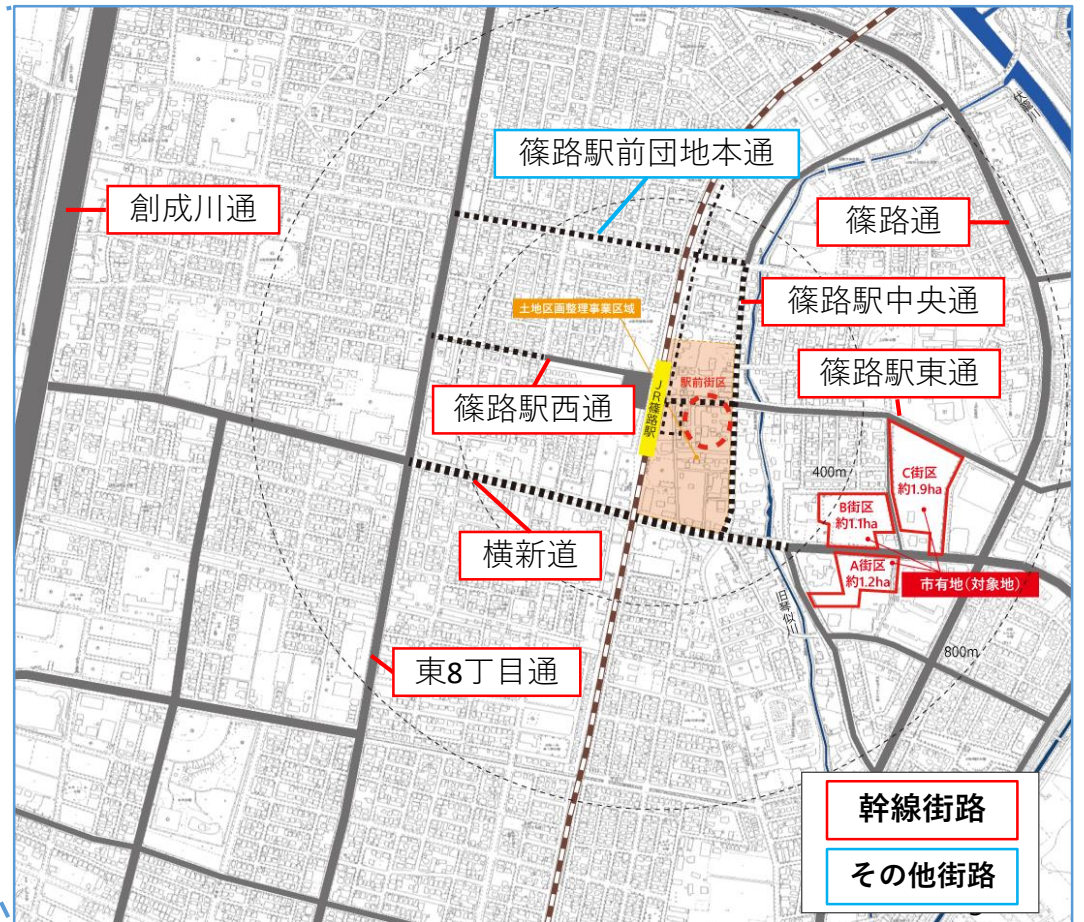 篠路駅前団地本通
創成川通
篠路通
篠路駅中央通
土地区画整理事業区域
篠路駅東通
駅前街区
JR篠路駅
篠路駅西通
400m
C街区
約1.9ha
B街区
約1.1ha
横新道
A街区
約1.2ha
市有地(対象地)
旧琴似川
800m
東8丁目通
幹線街路
その他街路